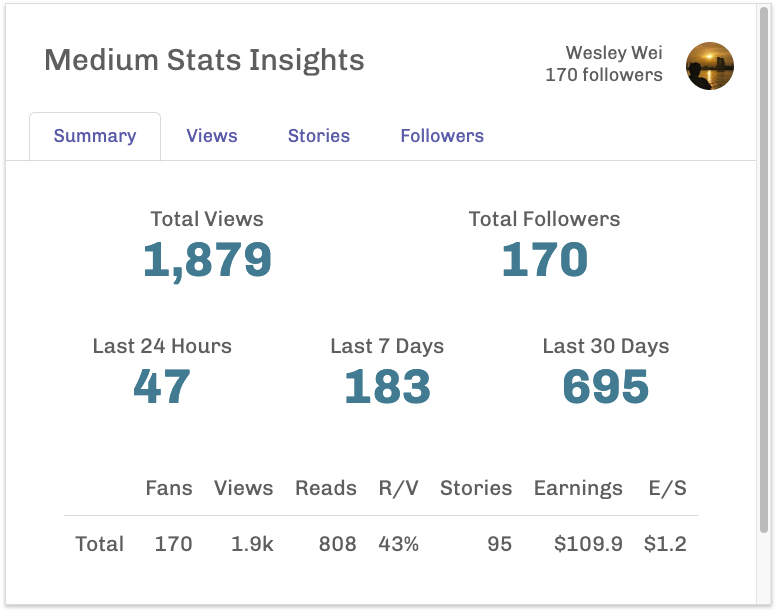 Medium Stats Insights
Wesley Wei
170 followers
Summary Views Stories Followers
Total Views Total Followers
1,879 170
Last 24 Hours Last 7 Days Last 30 Days
47 183 695
Fans Views Reads R/V Stories Earnings E/S
Total 170 1.9k 808 43% 95 $109.9 $1.2